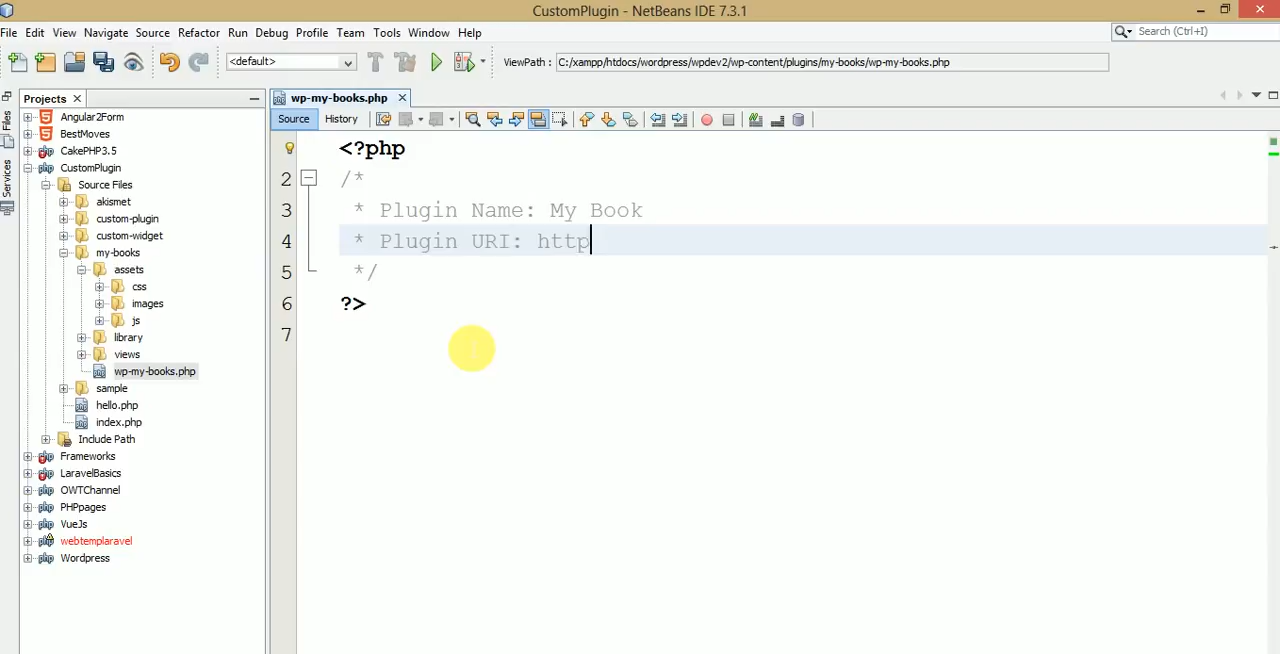 CustomPlugin - NetBeans IDE 7.3.1
File Edit View Navigate Source Refactor Run Debug Profile Team Tools Window Help
Search (Ctrl+I)
<default>
ViewPath : C:/xampp/htdocs/wordpress/wpdev2/wp-content/plugins/my-books/wp-my-books.php
Files
Services
Projects
Angular2Form
BestMoves
CakePHP3.5
CustomPlugin
Source Files
akismet
custom-plugin
custom-widget
my-books
assets
css
images
js
library
views
wp-my-books.php
sample
hello.php
index.php
Include Path
Frameworks
LaravelBasics
OWTChannel
PHPpages
VueJs
webtemplaravel
Wordpress
wp-my-books.php
Source History
<?php
2 /*
3 * Plugin Name: My Book
4 * Plugin URI: http
5 */
6 ?>
7